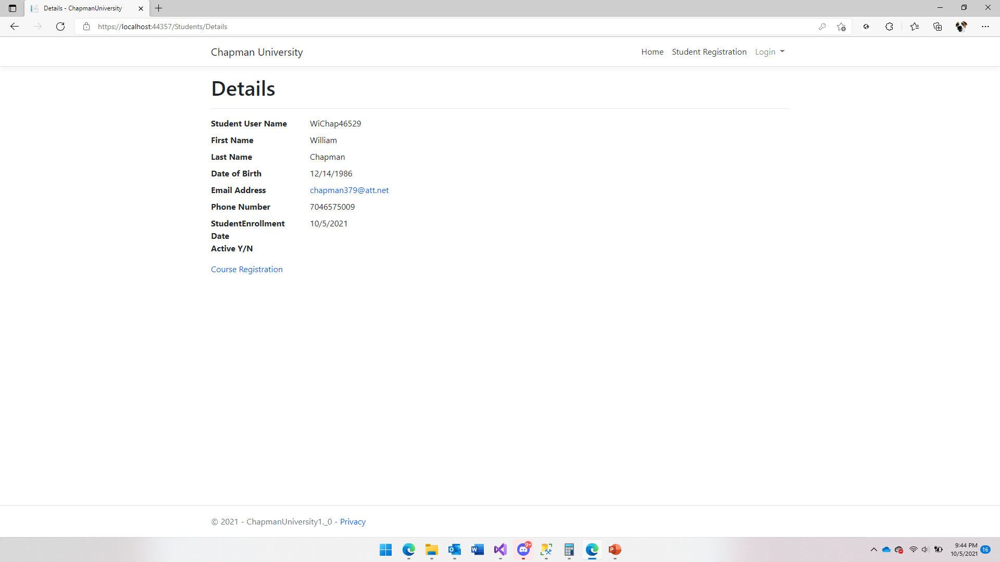 Details - ChapmanUniversity
https://localhost:44357/Students/Details
Chapman University
Home Student Registration Login
Details
Student User Name WiChap46529
First Name William
Last Name Chapman
Date of Birth 12/14/1986
Email Address chapman379@att.net
Phone Number 7046575009
StudentEnrollment 10/5/2021
Date
Active Y/N
Course Registration
© 2021 - ChapmanUniversity1._0 - Privacy
9+
9:44 PM
10/5/2021
16